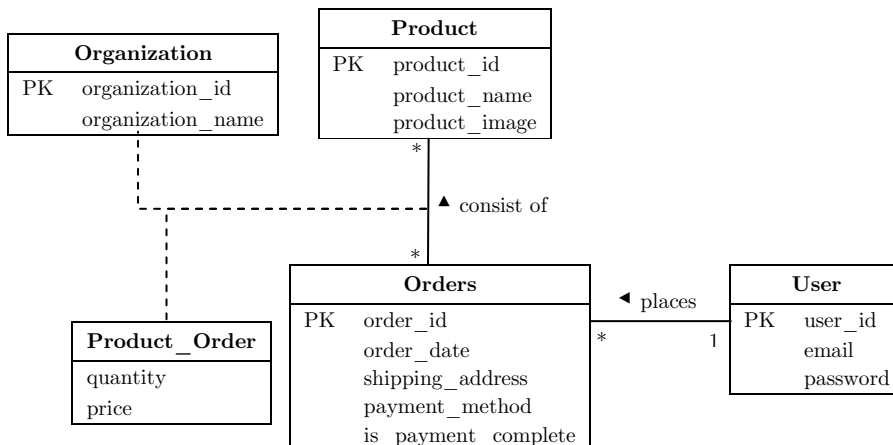 Organization
PK organization_id
organization_name
Product
PK product_id
product_name
product_image
*
▲ consist of
*
Orders
PK order_id
order_date
shipping_address
payment_method
is_payment_complete
◄ places
*
1
User
PK user_id
email
password
Product_Order
quantity
price